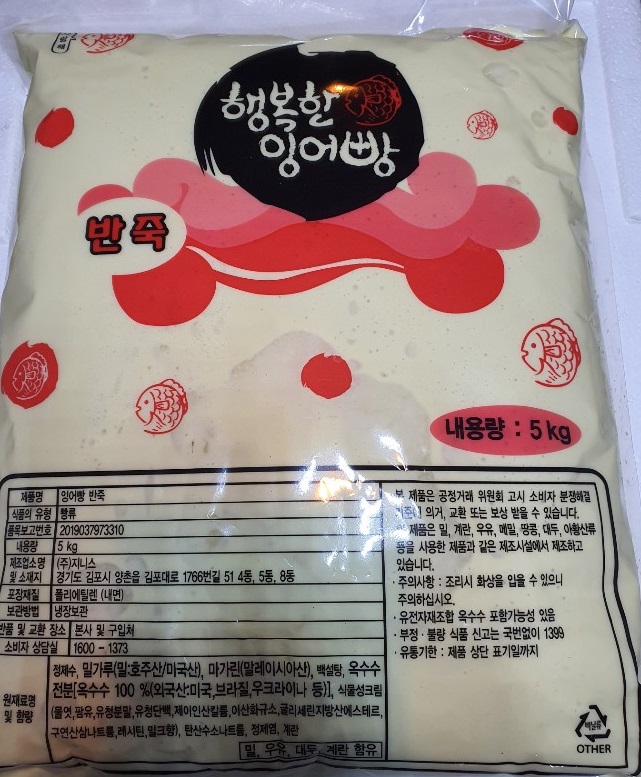 행복한
잉어빵
반죽
내용량 : 5 kg
제품명 잉어빵 반죽
식품의 유형 빵류
품목보고번호 2019037973310
내용량 5 kg
제조업소명 (주)지니스
및 소재지 경기도 김포시 양촌읍 김포대로 1766번길 51 4동, 5동, 8동
포장재질 폴리에틸렌 (내면)
보관방법 냉장보관
반품 및 교환 장소 본사 및 구입처
소비자 상담실 1600 - 1373
원재료명
및 함량
정제수, 밀가루(밀:호주산/미국산), 마가린(말레이시아산), 백설탕, 옥수수
전분[옥수수 100 %(외국산:미국,브라질,우크라이나 등)], 식물성크림
(물엿,팜유,유청분말,유청단백,제이인산칼륨,이산화규소,글리세린지방산에스테르,
구연산삼나트륨,레시틴,밀크향), 탄산수소나트륨, 정제염, 계란
밀, 우유, 대두, 계란 함유
본 제품은 공정거래 위원회 고시 소비자 분쟁해결
의거, 교환 또는 보상 받을 수 있습니다.
제품은 밀, 계란, 우유, 메밀, 땅콩, 대두, 아황산류
등을 사용한 제품과 같은 제조시설에서 제조하고
있습니다.
· 주의사항 : 조리시 화상을 입을 수 있으니
주의하십시오.
· 유전자재조합 옥수수 포함가능성 있음
· 부정 · 불량 식품 신고는 국번없이 1399
· 유통기한 : 제품 상단 표기일까지
비닐류
OTHER